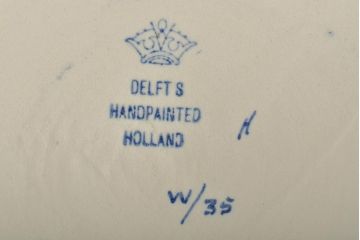 DELFT S
HANDPAINTED
HOLLAND
H
W/35